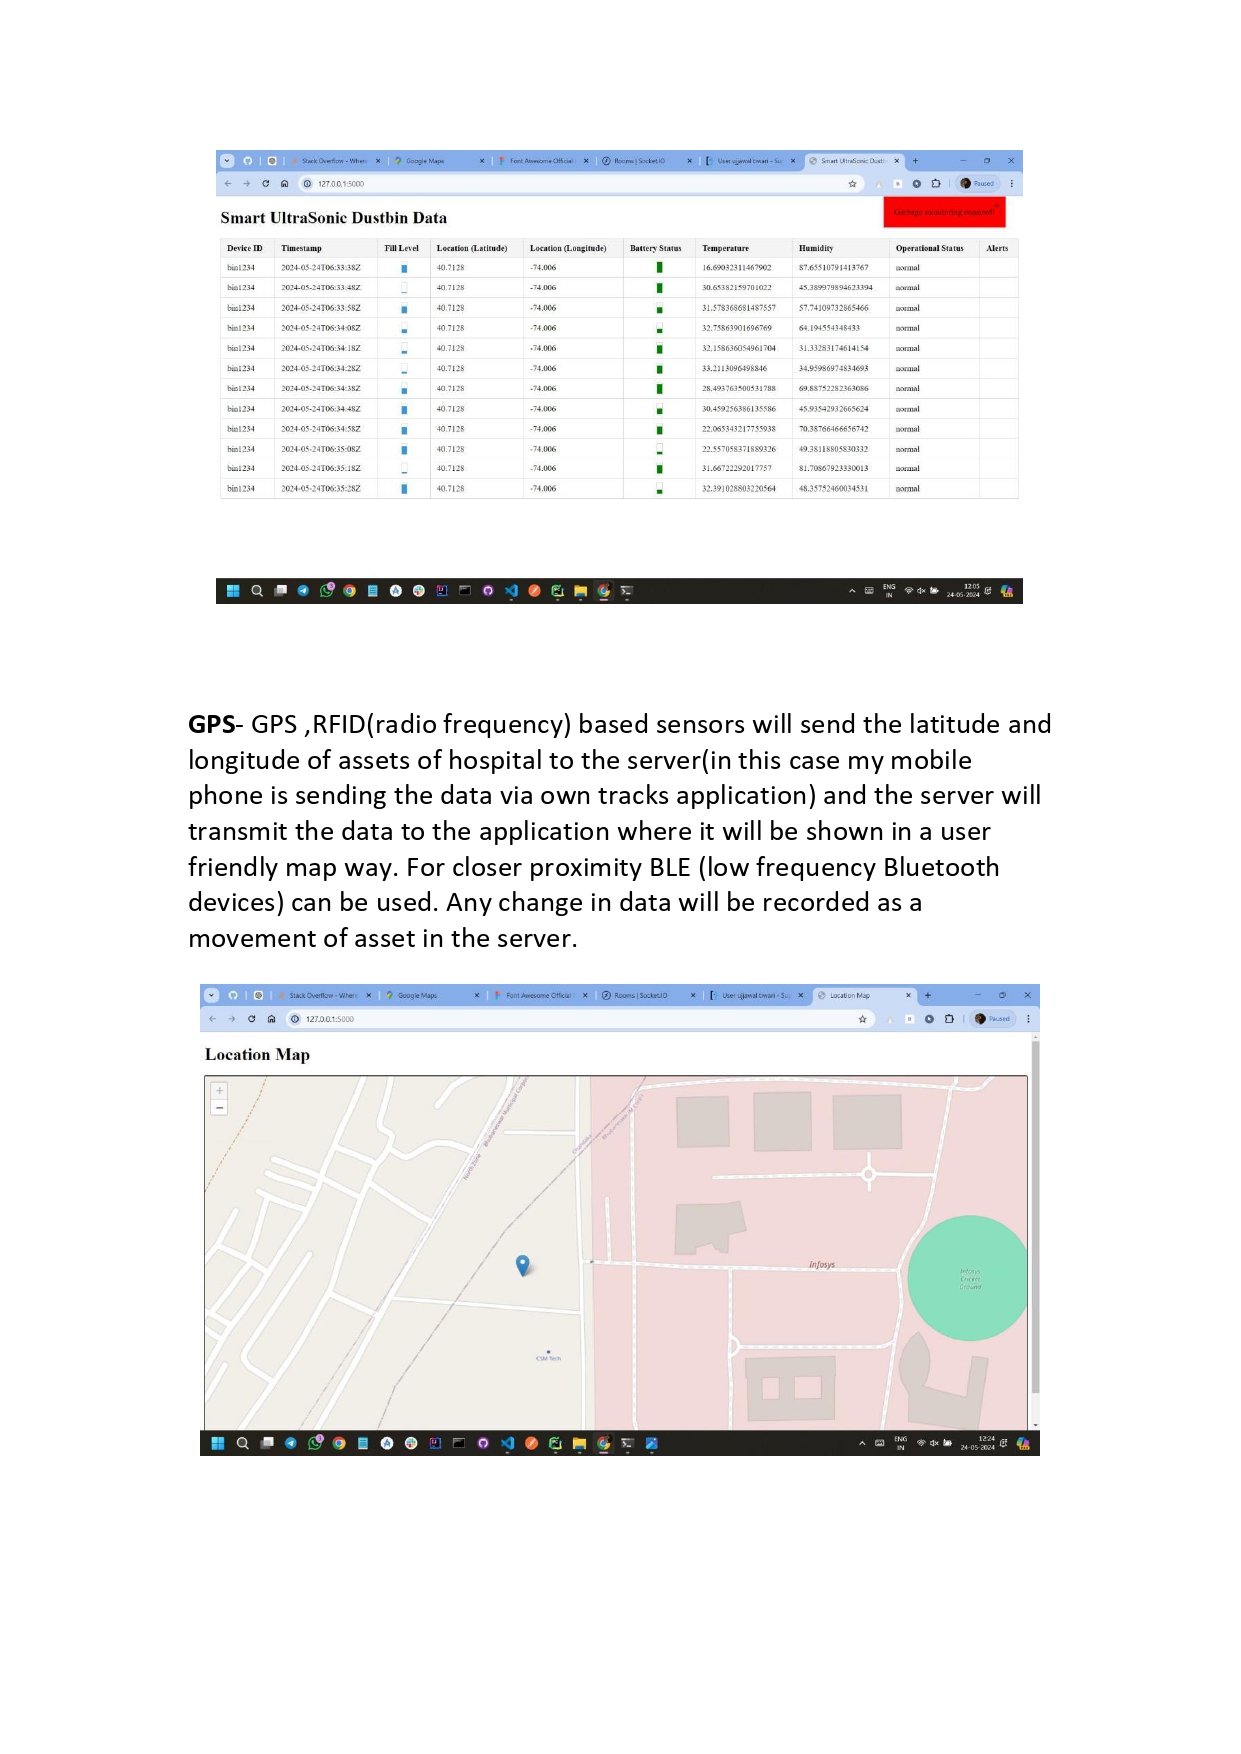 Stack Overflow - Where
Google Maps
Font Awesome Official
Rooms | Socket.IO
User ujjawal tiwari - Su
Smart UltraSonic Dustb
127.0.0.1:5000
Paused
Smart UltraSonic Dustbin Data
Garbage monitoring required!
Device ID Timestamp Fill Level Location (Latitude) Location (Longitude) Battery Status Temperature Humidity Operational Status Alerts
bin1234 2024-05-24T06:33:38Z 40.7128 -74.006 16.69032311467902 87.65510791413767 normal
bin1234 2024-05-24T06:33:48Z 40.7128 -74.006 30.65382159701022 45.389979894623394 normal
bin1234 2024-05-24T06:33:58Z 40.7128 -74.006 31.578368681487557 57.74109732865466 normal
bin1234 2024-05-24T06:34:08Z 40.7128 -74.006 32.75863901696769 64.194554348433 normal
bin1234 2024-05-24T06:34:18Z 40.7128 -74.006 32.158636054961704 31.33283174614154 normal
bin1234 2024-05-24T06:34:28Z 40.7128 -74.006 33.2113096498846 34.95986974834693 normal
bin1234 2024-05-24T06:34:38Z 40.7128 -74.006 28.493763500531788 69.88752282363086 normal
bin1234 2024-05-24T06:34:48Z 40.7128 -74.006 30.459256386135586 45.93542932665624 normal
bin1234 2024-05-24T06:34:58Z 40.7128 -74.006 22.065343217755938 70.38766466656742 normal
bin1234 2024-05-24T06:35:08Z 40.7128 -74.006 22.557058371889326 49.38118805830332 normal
bin1234 2024-05-24T06:35:18Z 40.7128 -74.006 31.66722292017757 81.70867923330013 normal
bin1234 2024-05-24T06:35:28Z 40.7128 -74.006 32.391028803220564 48.35752460034531 normal
ENG 12:05
IN 24-05-2024
GPS- GPS ,RFID(radio frequency) based sensors will send the latitude and
longitude of assets of hospital to the server(in this case my mobile
phone is sending the data via own tracks application) and the server will
transmit the data to the application where it will be shown in a user
friendly map way. For closer proximity BLE (low frequency Bluetooth
devices) can be used. Any change in data will be recorded as a
movement of asset in the server.
Stack Overflow - Where
Google Maps
Font Awesome Official
Rooms | Socket.IO
User ujjawal tiwari - Su
Location Map
127.0.0.1:5000
Paused
Location Map
+
−
Bhubaneswar Municipal Corpor
North Zone
Infosys
Infosys
Cricket
Ground
CSM Tech
ENG 12:24
IN 24-05-2024